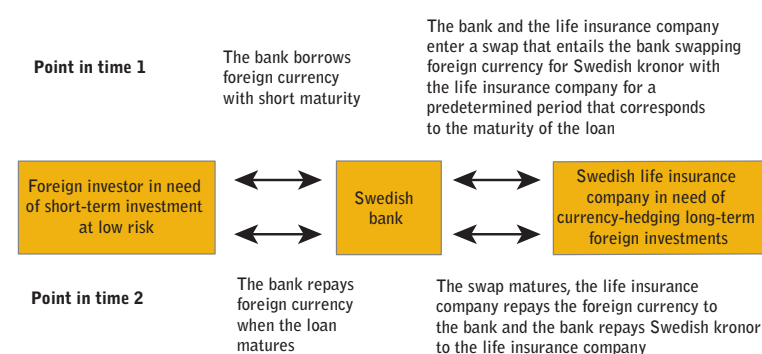 Point in time 1
The bank borrows
foreign currency
with short maturity
The bank and the life insurance company
enter a swap that entails the bank swapping
foreign currency for Swedish kronor with
the life insurance company for a
predetermined period that corresponds
to the maturity of the loan
Foreign investor in need
of short-term investment
at low risk
Swedish
bank
Swedish life insurance
company in need of
currency-hedging long-term
foreign investments
Point in time 2
The bank repays
foreign currency
when the loan
matures
The swap matures, the life insurance
company repays the foreign currency to
the bank and the bank repays Swedish kronor
to the life insurance company